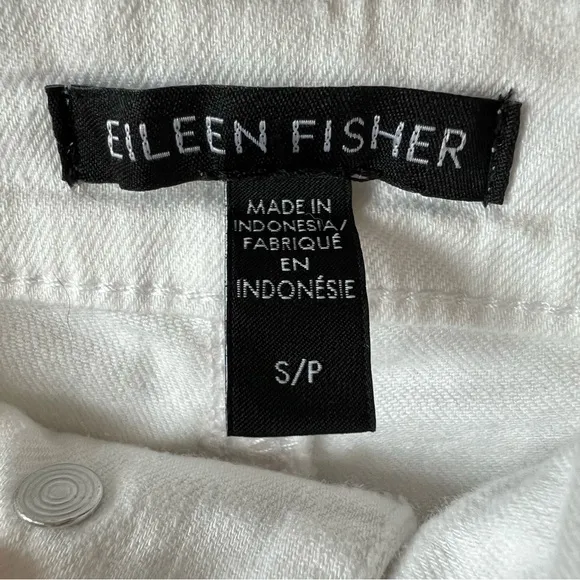 EILEEN FISHER
MADE IN
INDONESIA/
FABRIQUÉ
EN
INDONÉSIE
S/P